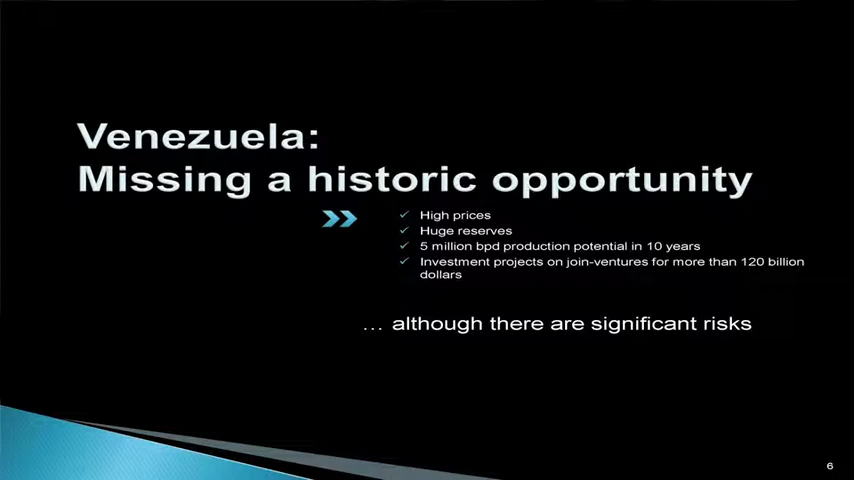 Venezuela:
Missing a historic opportunity
High prices
Huge reserves
5 million bpd production potential in 10 years
Investment projects on join-ventures for more than 120 billion
dollars
… although there are significant risks
6